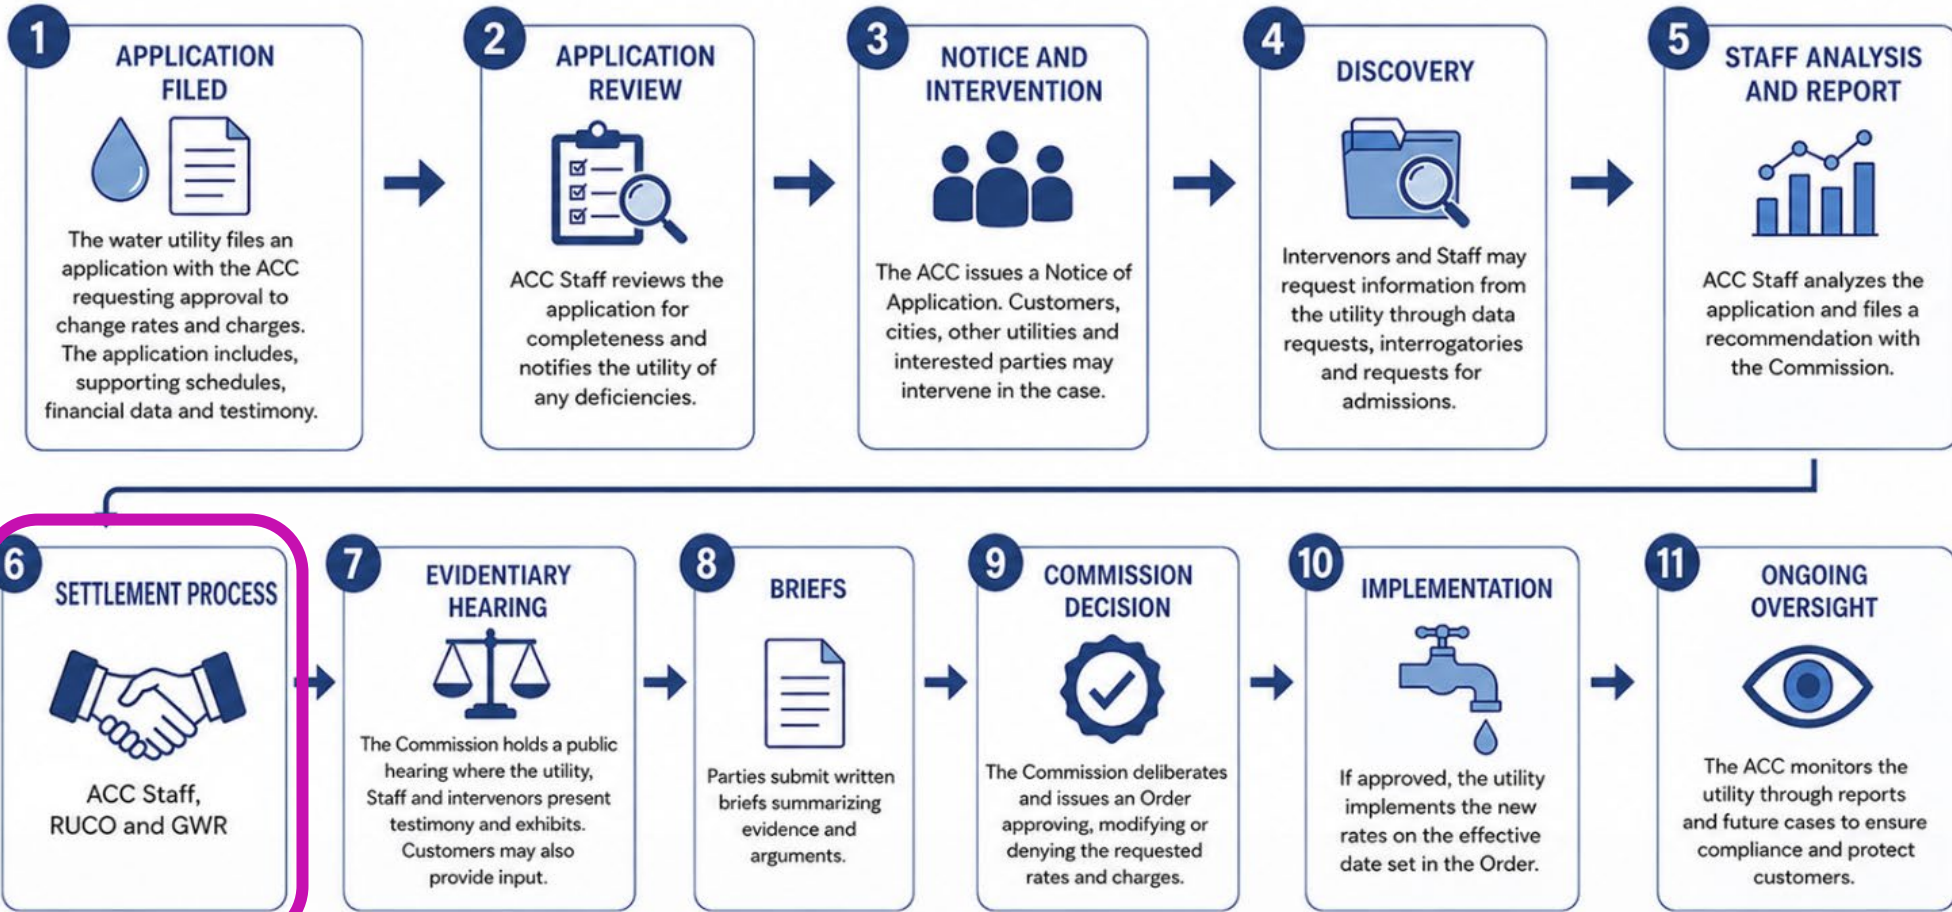 1
APPLICATION
FILED
The water utility files an
application with the ACC
requesting approval to
change rates and charges.
The application includes,
supporting schedules,
financial data and testimony.
2
APPLICATION
REVIEW
ACC Staff reviews the
application for
completeness and
notifies the utility of
any deficiencies.
3
NOTICE AND
INTERVENTION
The ACC issues a Notice of
Application. Customers,
cities, other utilities and
interested parties may
intervene in the case.
4
DISCOVERY
Intervenors and Staff may
request information from
the utility through data
requests, interrogatories
and requests for
admissions.
5
STAFF ANALYSIS
AND REPORT
ACC Staff analyzes the
application and files a
recommendation with
the Commission.
6
SETTLEMENT PROCESS
ACC Staff,
RUCO and GWR
7
EVIDENTIARY
HEARING
The Commission holds a public
hearing where the utility,
Staff and intervenors present
testimony and exhibits.
Customers may also
provide input.
8
BRIEFS
Parties submit written
briefs summarizing
evidence and
arguments.
9
COMMISSION
DECISION
The Commission deliberates
and issues an Order
approving, modifying or
denying the requested
rates and charges.
10
IMPLEMENTATION
If approved, the utility
implements the new
rates on the effective
date set in the Order.
11
ONGOING
OVERSIGHT
The ACC monitors the
utility through reports
and future cases to ensure
compliance and protect
customers.